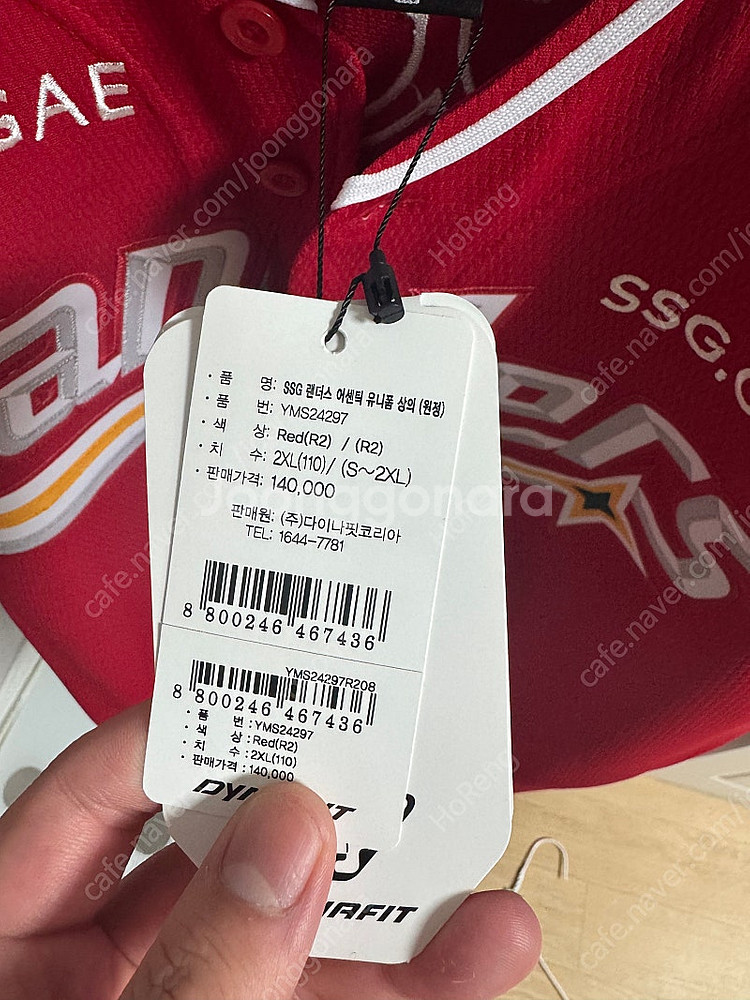 SAE
SSG.
anders
· 품 명: SSG 랜더스 어센틱 유니폼 상의 (원정)
· 품 번: YMS24297
· 색 상: Red(R2) / (R2)
· 치 수: 2XL(110)/ (S~2XL)
· 판매가격: 140,000
판매원: (주)다이나핏코리아
TEL: 1644-7781
8 800246 467436
YMS24297R208
8 800246 467436
· 품 번 : YMS24297
· 색 상 : Red(R2)
· 치 수 : 2XL(110)
· 판매가격 : 140,000
Joonggonara
cafe.naver.com/joonggonara
HoReng